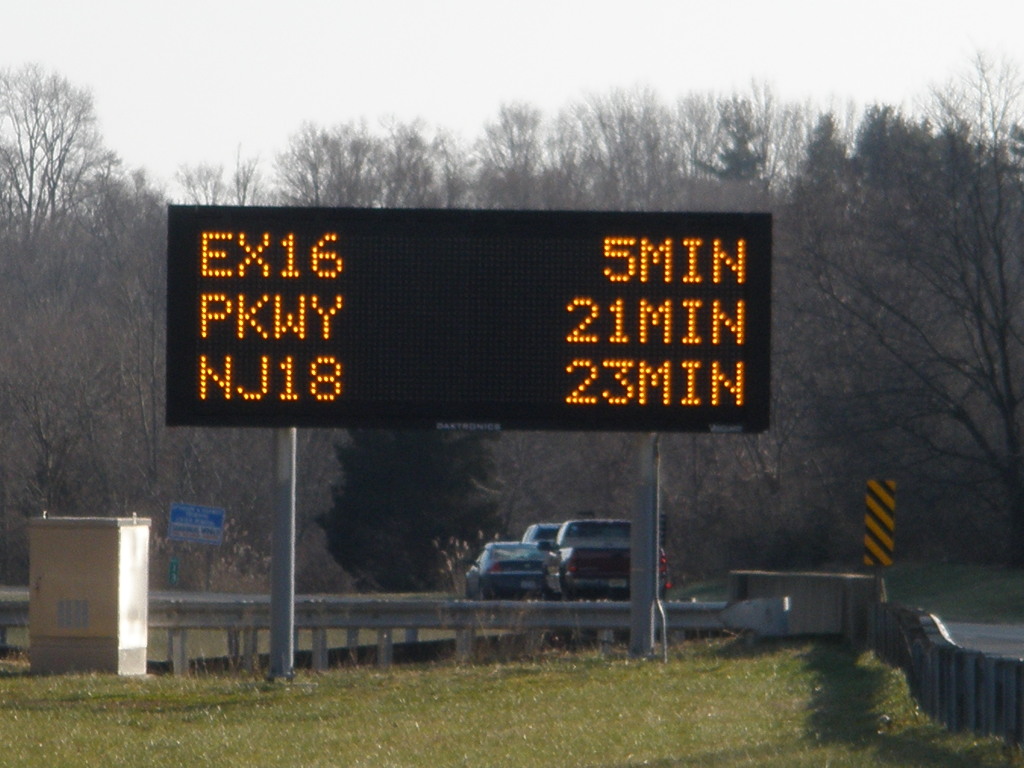 EX16 5MIN
PKWY 21MIN
NJ18 23MIN
DAKTRONICS